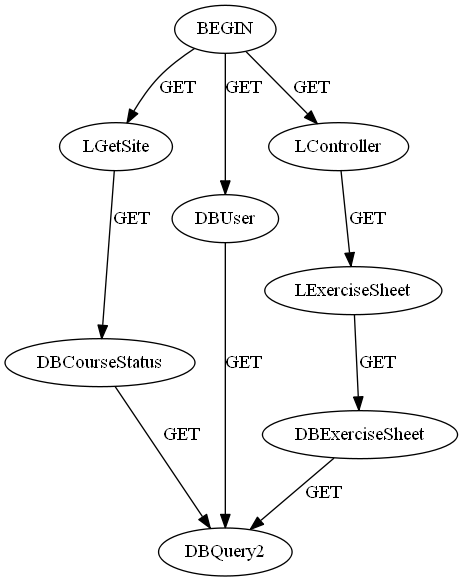 BEGIN
GET
GET
GET
LGetSite
LController
GET
DBUser
GET
LExerciseSheet
DBCourseStatus
GET
GET
GET
DBExerciseSheet
GET
DBQuery2